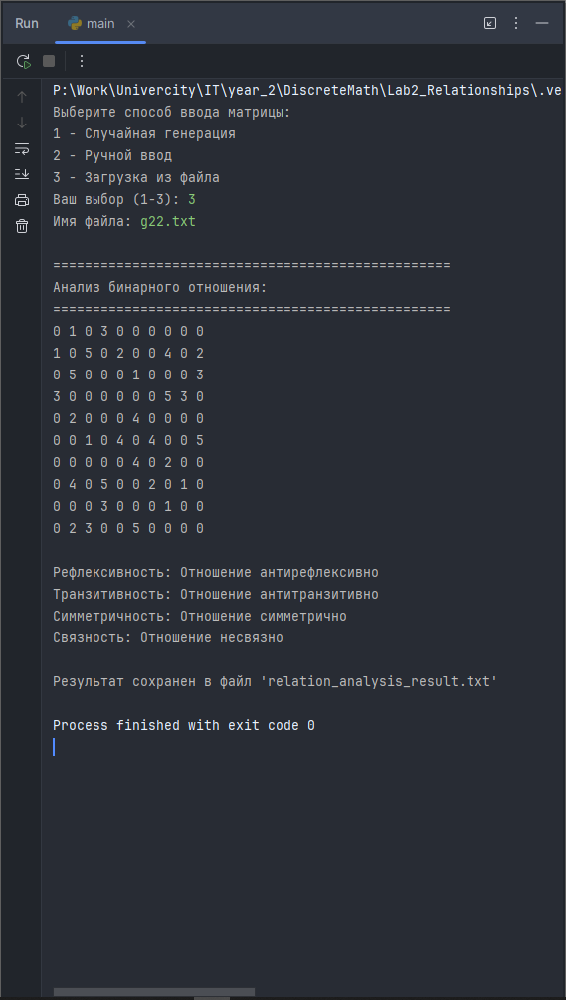 Run main
P:\Work\Univercity\IT\year_2\DiscreteMath\Lab2_Relationships\.ve
Выберите способ ввода матрицы:
1 - Случайная генерация
2 - Ручной ввод
3 - Загрузка из файла
Ваш выбор (1-3): 3
Имя файла: g22.txt
==================================================
Анализ бинарного отношения:
==================================================
0 1 0 3 0 0 0 0 0 0
1 0 5 0 2 0 0 4 0 2
0 5 0 0 0 1 0 0 0 3
3 0 0 0 0 0 0 5 3 0
0 2 0 0 0 4 0 0 0 0
0 0 1 0 4 0 4 0 0 5
0 0 0 0 0 4 0 2 0 0
0 4 0 5 0 0 2 0 1 0
0 0 0 3 0 0 0 1 0 0
0 2 3 0 0 5 0 0 0 0
Рефлексивность: Отношение антирефлексивно
Транзитивность: Отношение антитранзитивно
Симметричность: Отношение симметрично
Связность: Отношение несвязно
Результат сохранен в файл 'relation_analysis_result.txt'
Process finished with exit code 0